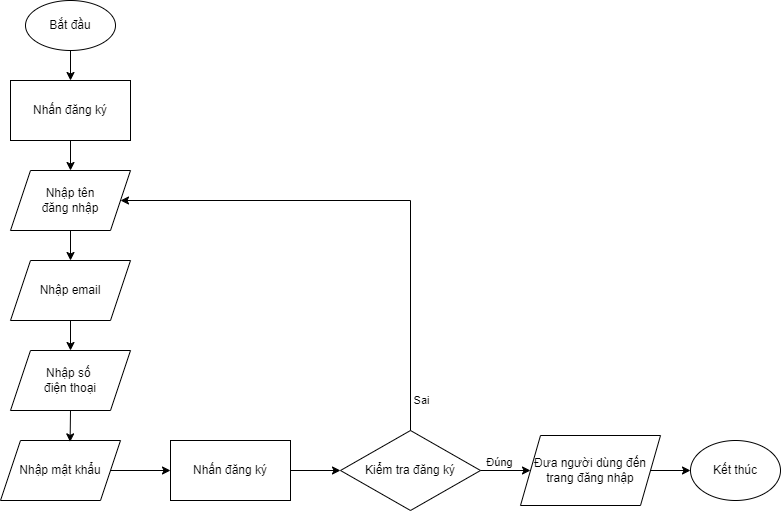 Bắt đầu
Nhấn đăng ký
Nhập tên
đăng nhập
Nhập email
Nhập số
điện thoại
Nhập mật khẩu
Nhấn đăng ký
Kiểm tra đăng ký
Sai
Đúng
Đưa người dùng đến
trang đăng nhập
Kết thúc